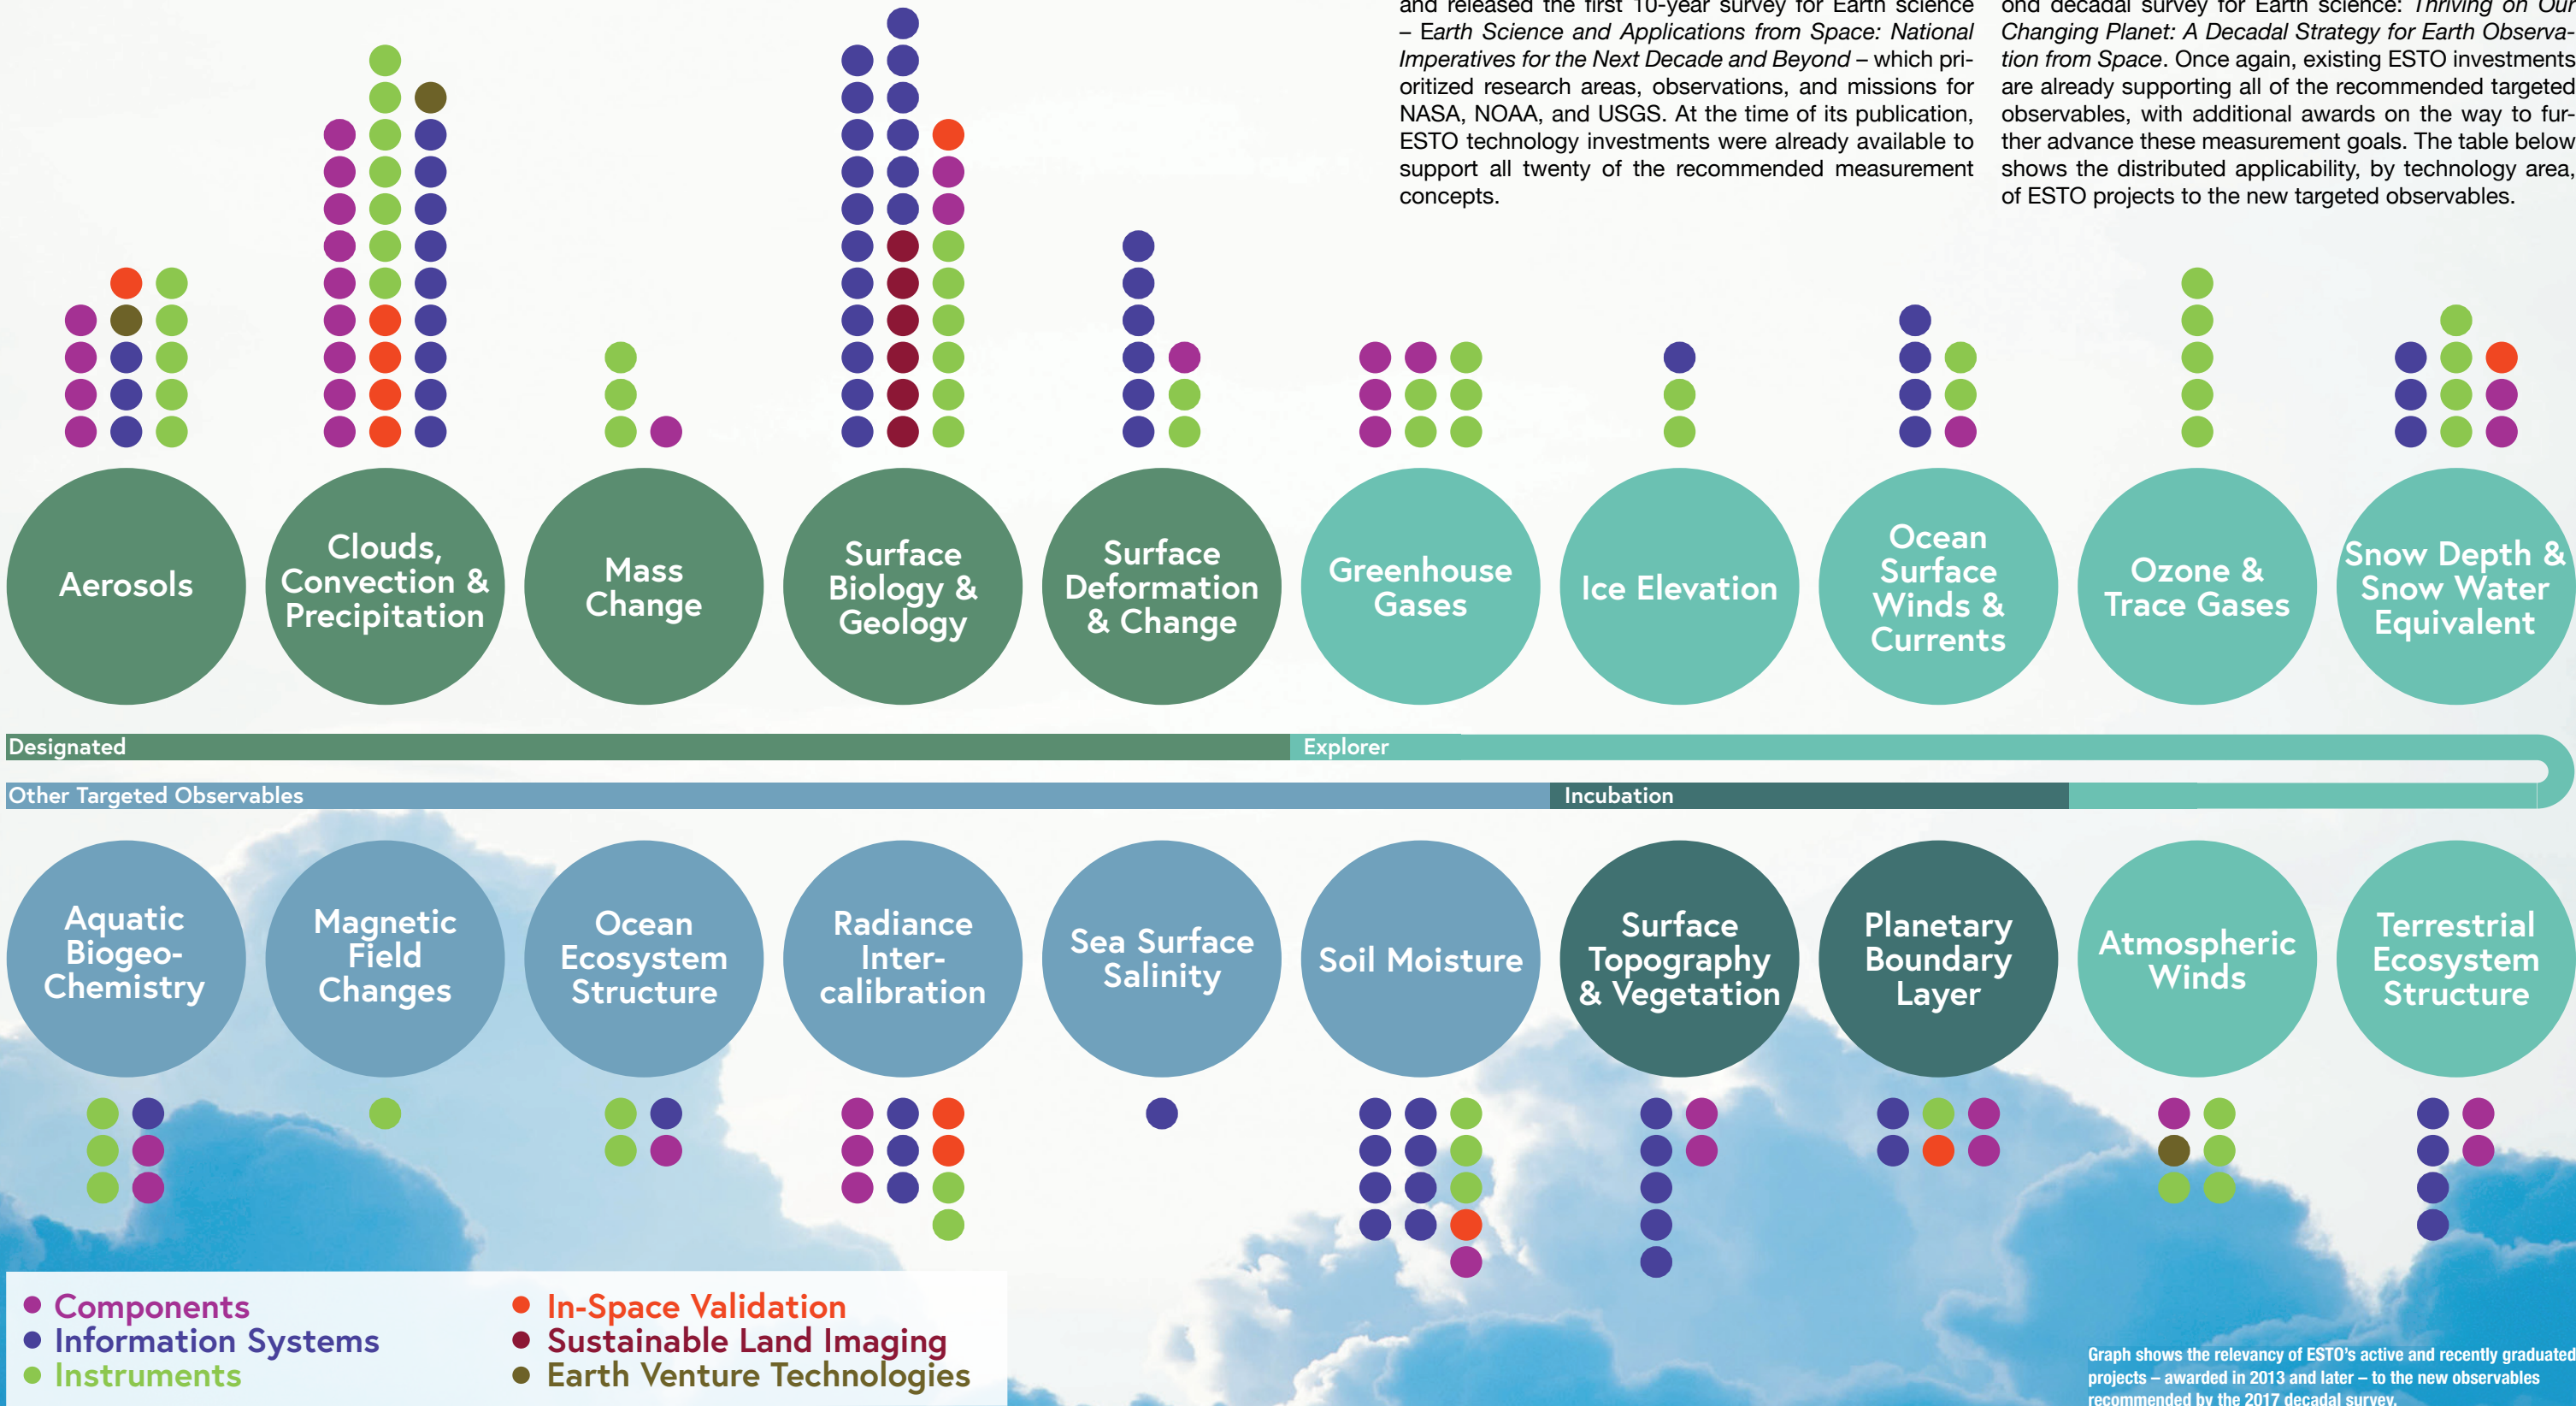 and released the first 10-year survey for Earth science
– Earth Science and Applications from Space: National
Imperatives for the Next Decade and Beyond – which pri-
oritized research areas, observations, and missions for
NASA, NOAA, and USGS. At the time of its publication,
ESTO technology investments were already available to
support all twenty of the recommended measurement
concepts.
ond decadal survey for Earth science: Thriving on Our
Changing Planet: A Decadal Strategy for Earth Observa-
tion from Space. Once again, existing ESTO investments
are already supporting all of the recommended targeted
observables, with additional awards on the way to fur-
ther advance these measurement goals. The table below
shows the distributed applicability, by technology area,
of ESTO projects to the new targeted observables.
Aerosols
Clouds,
Convection &
Precipitation
Mass
Change
Surface
Biology &
Geology
Surface
Deformation
& Change
Greenhouse
Gases
Ice Elevation
Ocean
Surface
Winds &
Currents
Ozone &
Trace Gases
Snow Depth &
Snow Water
Equivalent
Designated
Explorer
Other Targeted Observables
Incubation
Aquatic
Biogeo-
Chemistry
Magnetic
Field
Changes
Ocean
Ecosystem
Structure
Radiance
Inter-
calibration
Sea Surface
Salinity
Soil Moisture
Surface
Topography
& Vegetation
Planetary
Boundary
Layer
Atmospheric
Winds
Terrestrial
Ecosystem
Structure
Components
Information Systems
Instruments
In-Space Validation
Sustainable Land Imaging
Earth Venture Technologies
Graph shows the relevancy of ESTO's active and recently graduated
projects – awarded in 2013 and later – to the new observables
recommended by the 2017 decadal survey.